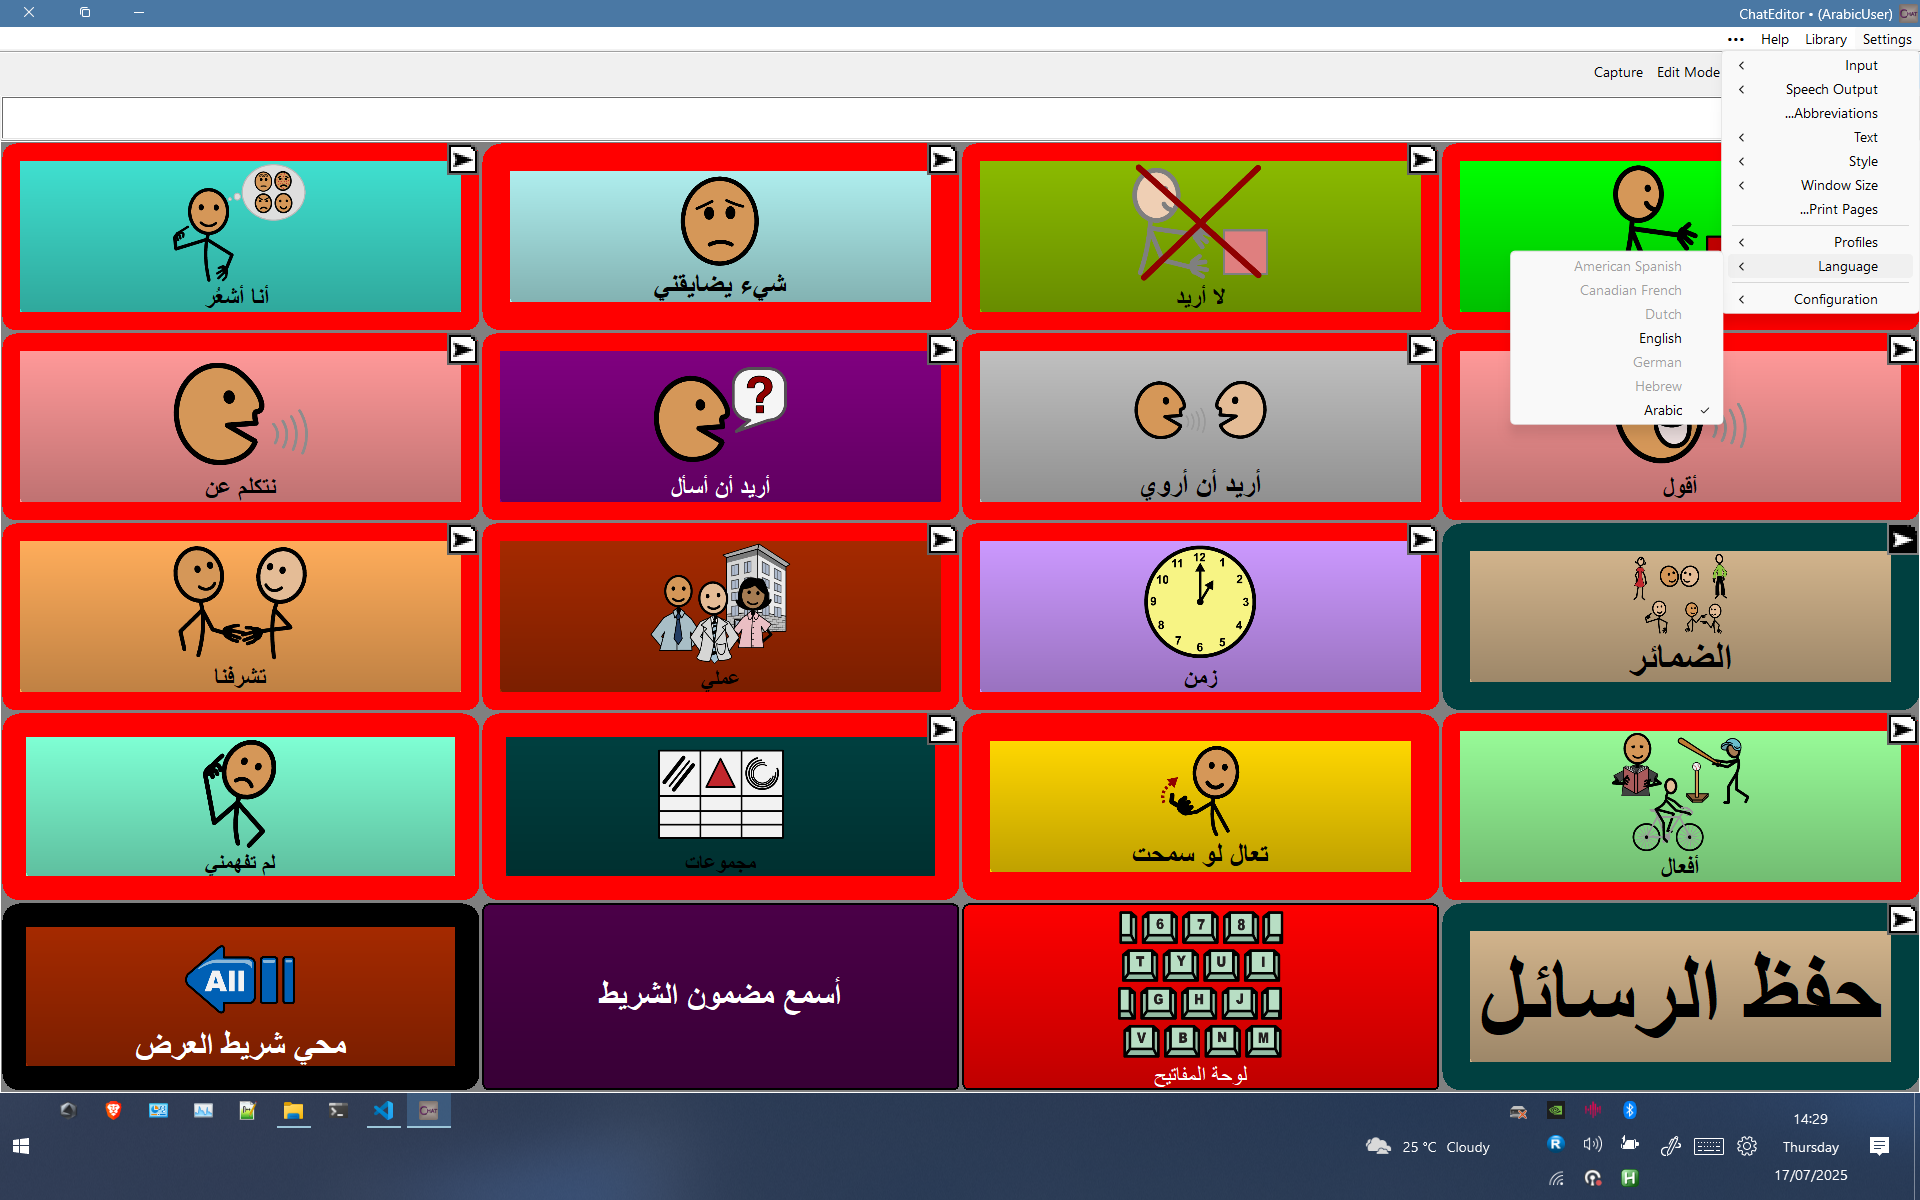 ChatEditor • (ArabicUser)
Settings
Library
Help
•••
Edit Mode
Capture
Input
Speech Output
...Abbreviations
Text
Style
Window Size
...Print Pages
Profiles
Language
Configuration
American Spanish
Canadian French
Dutch
English
German
Hebrew
Arabic
لا أريد
شيء يضايقني
أنا أشعُر
أقول
أريد أن أروي
أريد أن أسأل
نتكلم عن
الضمائر
12
1
2
3
4
5
6
7
8
9
10
11
زمن
عملي
تشرفنا
أفعال
تعال لو سمحت
مجموعات
لم تفهمني
حفظ الرسائل
6 7 8
T Y U I
G H J
V B N M
لوحة المفاتيح
أسمع مضمون الشريط
All
محي شريط العرض
25 °C Cloudy
14:29
Thursday
17/07/2025